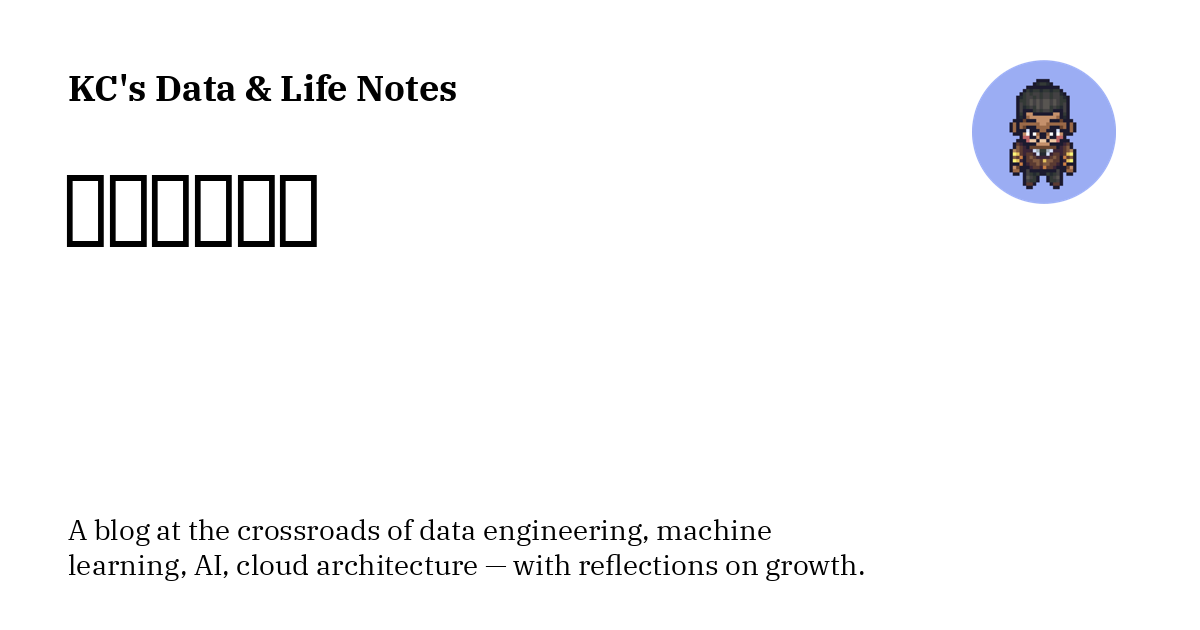 KC's Data & Life Notes
A blog at the crossroads of data engineering, machine
learning, AI, cloud architecture — with reflections on growth.